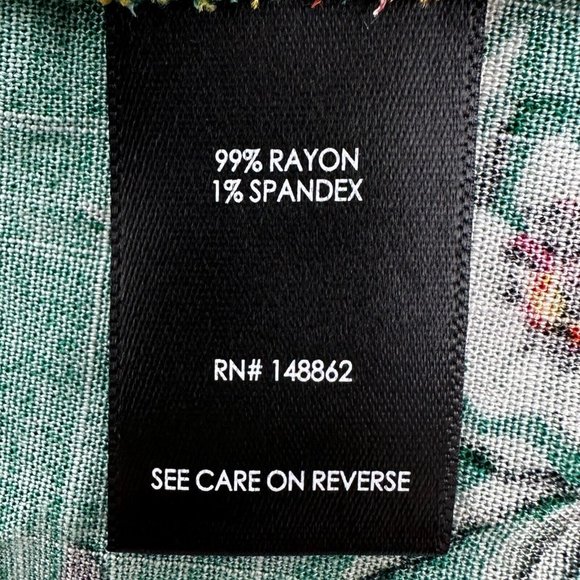 99% RAYON
1% SPANDEX
RN# 148862
SEE CARE ON REVERSE